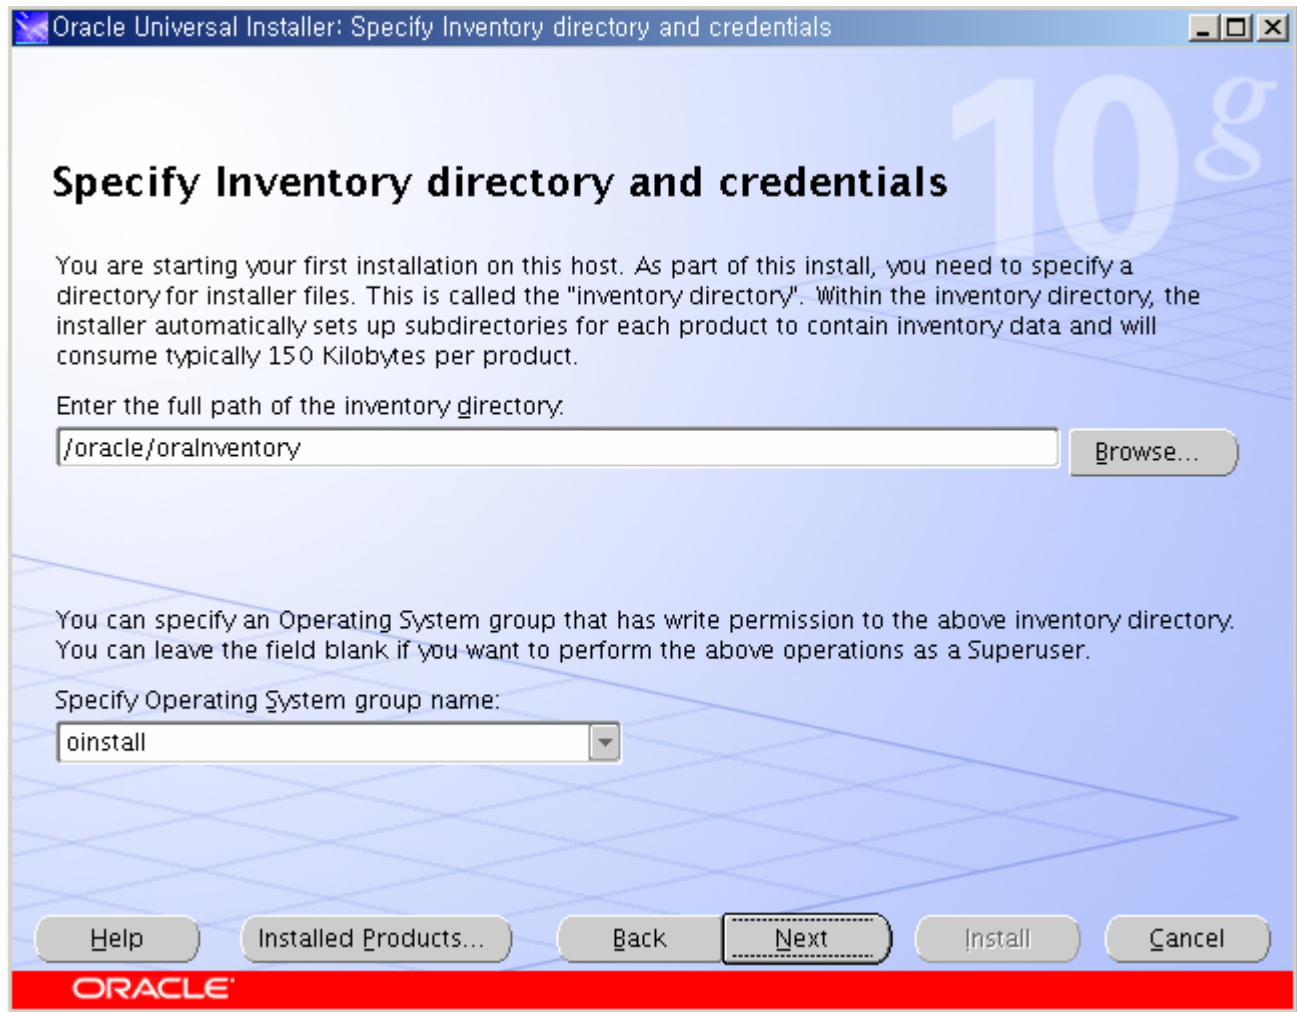 Oracle Universal Installer: Specify Inventory directory and credentials
10g
Specify Inventory directory and credentials
You are starting your first installation on this host. As part of this install, you need to specify a
directory for installer files. This is called the "inventory directory". Within the inventory directory, the
installer automatically sets up subdirectories for each product to contain inventory data and will
consume typically 150 Kilobytes per product.
Enter the full path of the inventory directory:
/oracle/oraInventory
Browse...
You can specify an Operating System group that has write permission to the above inventory directory.
You can leave the field blank if you want to perform the above operations as a Superuser.
Specify Operating System group name:
oinstall
Help Installed Products... Back Next Install Cancel
ORACLE